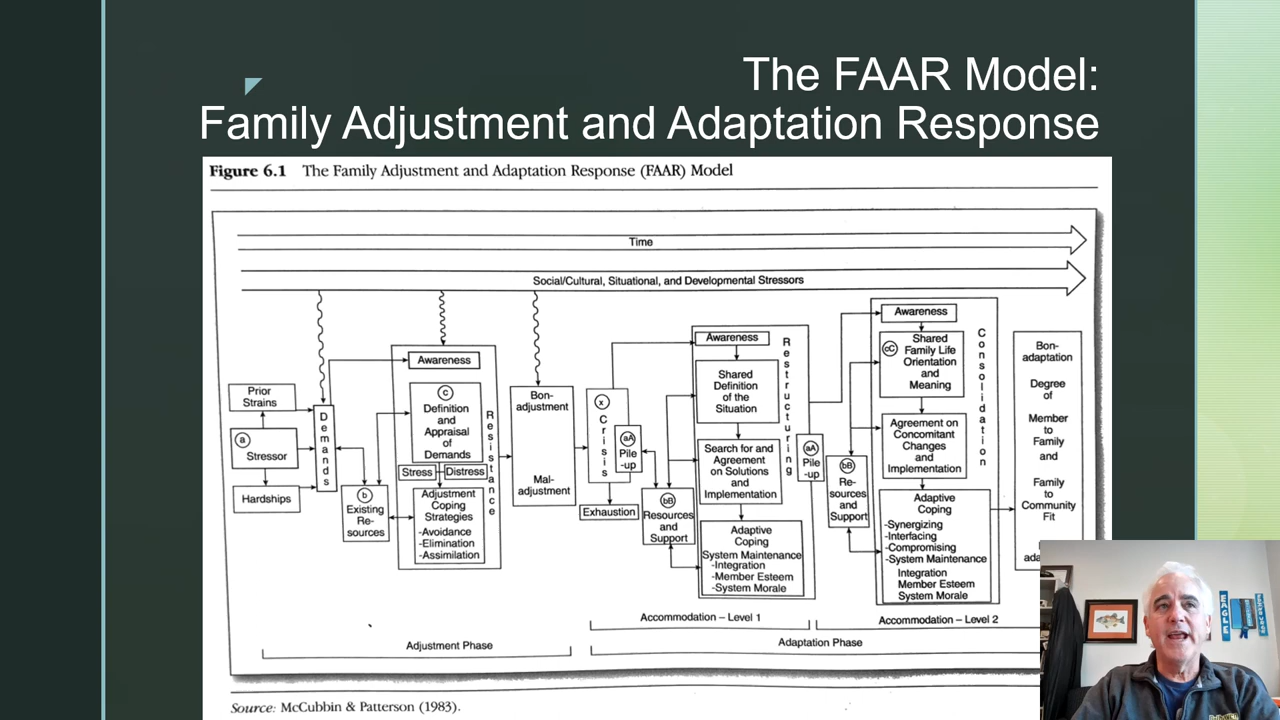 The FAAR Model:
Family Adjustment and Adaptation Response
Figure 6.1 The Family Adjustment and Adaptation Response (FAAR) Model
Time
Social/Cultural, Situational, and Developmental Stressors
Prior
Strains
a
Stressor
Hardships
Demands
b
Existing
Re-
sources
Awareness
c
Definition
and
Appraisal
of
Demands
Stress
Distress
Adjustment
Coping
Strategies
-Avoidance
-Elimination
-Assimilation
Resistance
Bon-
adjustment
Mal-
adjustment
x
Crisis
aA
Pile
-up
Exhaustion
bB
Resources
and
Support
Awareness
Shared
Definition
of the
Situation
Search for and
Agreement
on Solutions
and
Implementation
Adaptive
Coping
System Maintenance
-Integration
-Member Esteem
-System Morale
Restructuring
aA
Pile
-up
bB
Re-
sources
and
Support
Awareness
cC
Shared
Family Life
Orientation
and
Meaning
Agreement on
Concomitant
Changes
and
Implementation
Adaptive
Coping
-Synergizing
-Interfacing
-Compromising
-System Maintenance
Integration
Member Esteem
System Morale
Consolidation
Bon-
adaptation
Degree
of
Member
to
Family
and
Family
to
Community
Fit
ada
Accommodation – Level 1
Accommodation – Level 2
Adjustment Phase
Adaptation Phase
Source: McCubbin & Patterson (1983).
EAGLE